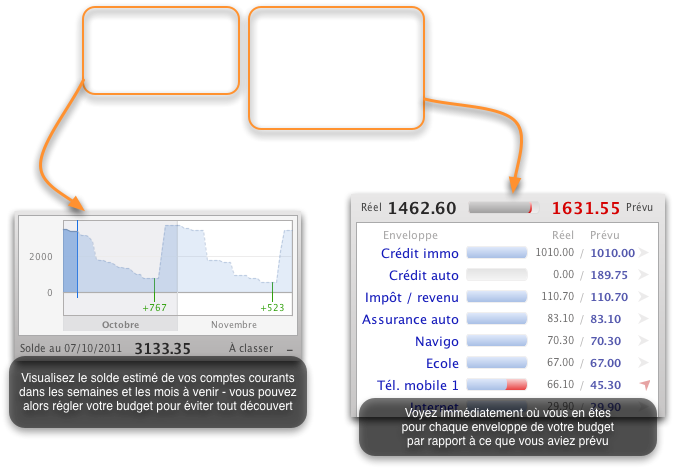 2000
0
+767
+523
Octobre
Novembre
Solde au 07/10/2011 3133.35 À classer –
Visualisez le solde estimé de vos comptes courants
dans les semaines et les mois à venir - vous pouvez
alors régler votre budget pour éviter tout découvert
Réel 1462.60 1631.55 Prévu
Enveloppe Réel Prévu
Crédit immo 1010.00 / 1010.00
Crédit auto 0.00 / 189.75
Impôt / revenu 110.70 / 110.70
Assurance auto 83.10 / 83.10
Navigo 70.30 / 70.30
Ecole 67.00 / 67.00
Tél. mobile 1 66.10 / 45.30
Internet 29.90 / 29.90
Voyez immédiatement où vous en êtes
pour chaque enveloppe de votre budget
par rapport à ce que vous aviez prévu